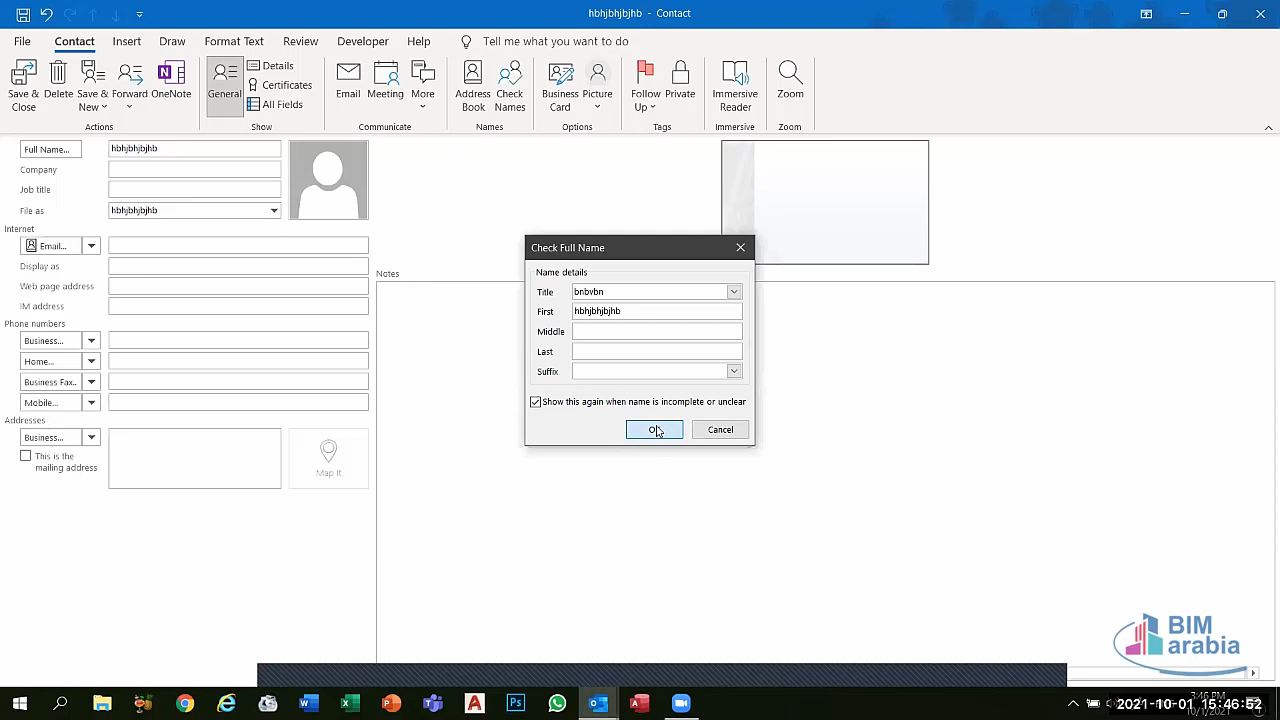 hbhjbhjbjhb - Contact
File Contact Insert Draw Format Text Review Developer Help Tell me what you want to do
Save & Close
Delete
Save & New
Forward
OneNote
Actions
General
Details
Certificates
All Fields
Show
Email
Meeting
More
Communicate
Address Book
Check Names
Names
Business Card
Picture
Options
Follow Up
Private
Tags
Immersive Reader
Immersive
Zoom
Zoom
Full Name... hbhjbhjbjhb
Company
Job title
File as hbhjbhjbjhb
Internet
Email...
Display as
Web page address
IM address
Phone numbers
Business...
Home...
Business Fax..
Mobile...
Addresses
Business...
This is the
mailing address
Map It
Notes
Check Full Name
Name details
Title bnbvbn
First hbhjbhjbjhb
Middle
Last
Suffix
Show this again when name is incomplete or unclear
Cancel
BIM
arabia
3:46 PM
10/1/2021
2021-10-01 15:46:52